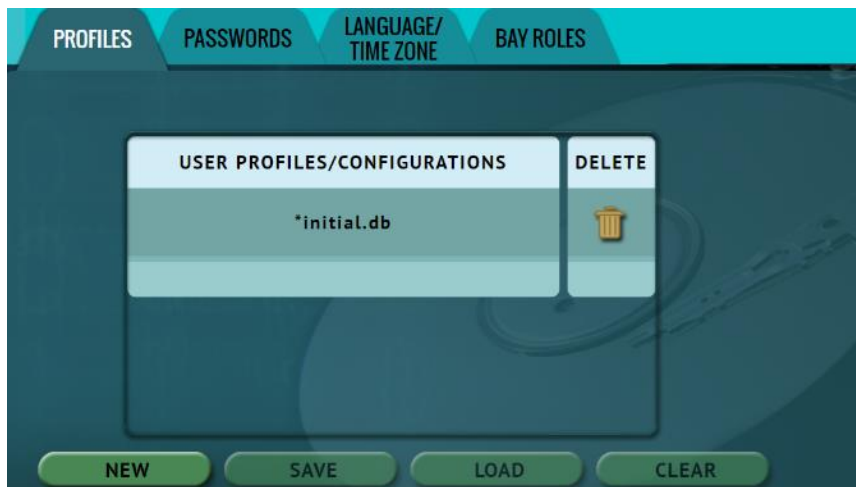 PROFILES
PASSWORDS
LANGUAGE/
TIME ZONE
BAY ROLES
USER PROFILES/CONFIGURATIONS
DELETE
*initial.db
NEW
SAVE
LOAD
CLEAR